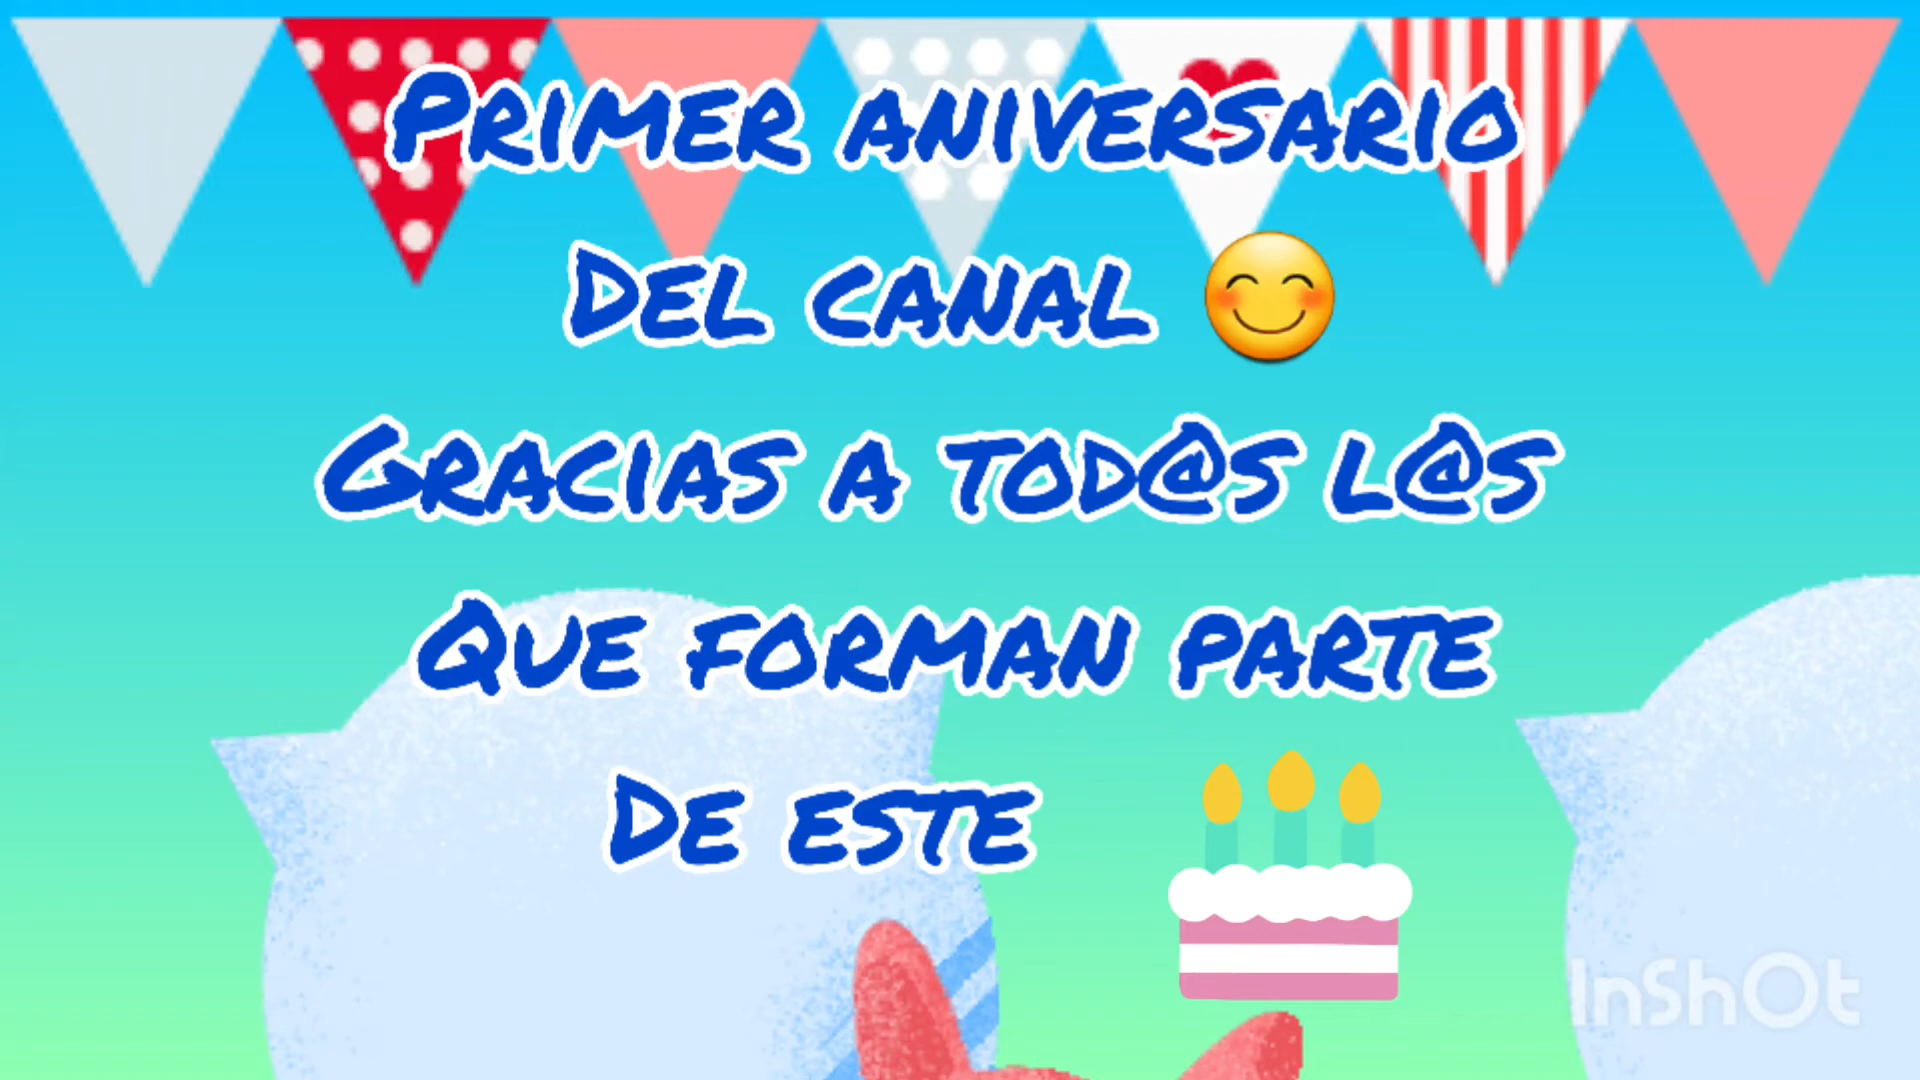 Primer aniversario
Del canal 😊
Gracias a tod@s l@s
Que forman parte
De este
InShOt